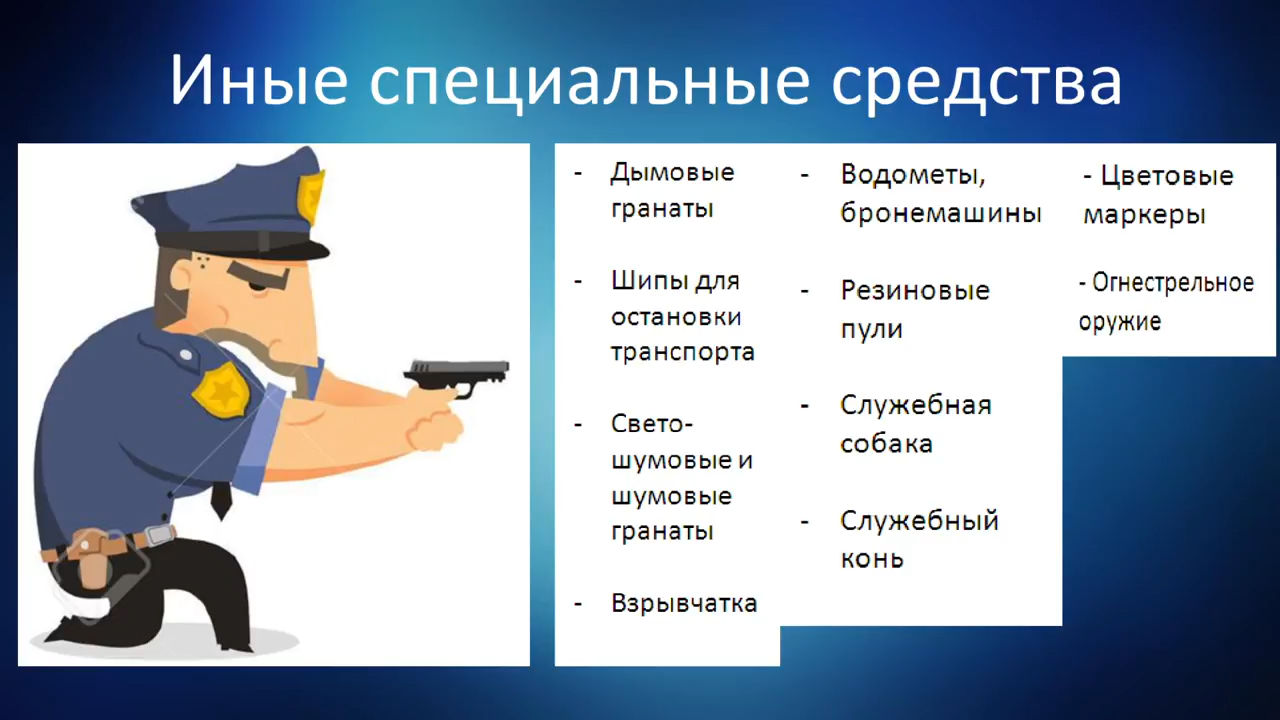 Иные специальные средства
- Дымовые
гранаты
- Шипы для
остановки
транспорта
- Свето-
шумовые и
шумовые
гранаты
- Взрывчатка
- Водометы,
бронемашины
- Резиновые
пули
- Служебная
собака
- Служебный
конь
- Цветовые
маркеры
- Огнестрельное
оружие